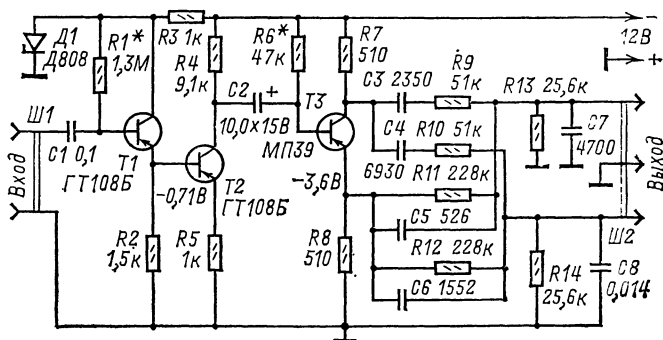 Д1
Д808
R1*
1,3М
R3 1к
R4
9,1к
R6*
47к
R7
510
C3 2350
R9
51к
R13 25,6к
12В
Ш1
C2
10,0×15В
T3
МП39
C4
6930
R10 51к
C7
4700
Вход
C1 0,1
T1
ГТ108Б
-0,71В
T2
ГТ108Б
-3,6В
R11 228к
Выход
R2
1,5к
R5
1к
R8
510
C5 526
R12 228к
C6 1552
Ш2
R14
25,6к
C8
0,014